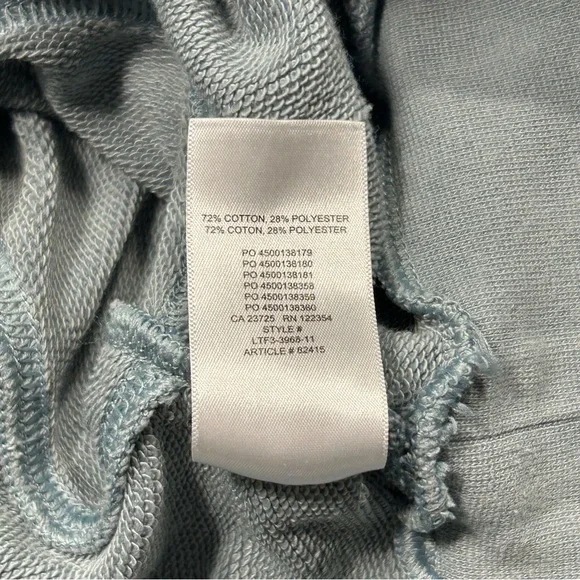 72% COTTON, 28% POLYESTER
72% COTON, 28% POLYESTER
PO 4500138179
PO 4500138180
PO 4500138181
PO 4500138358
PO 4500138359
PO 4500138360
CA 23725 RN 122354
STYLE #
LTF3-3968-11
ARTICLE # 82415